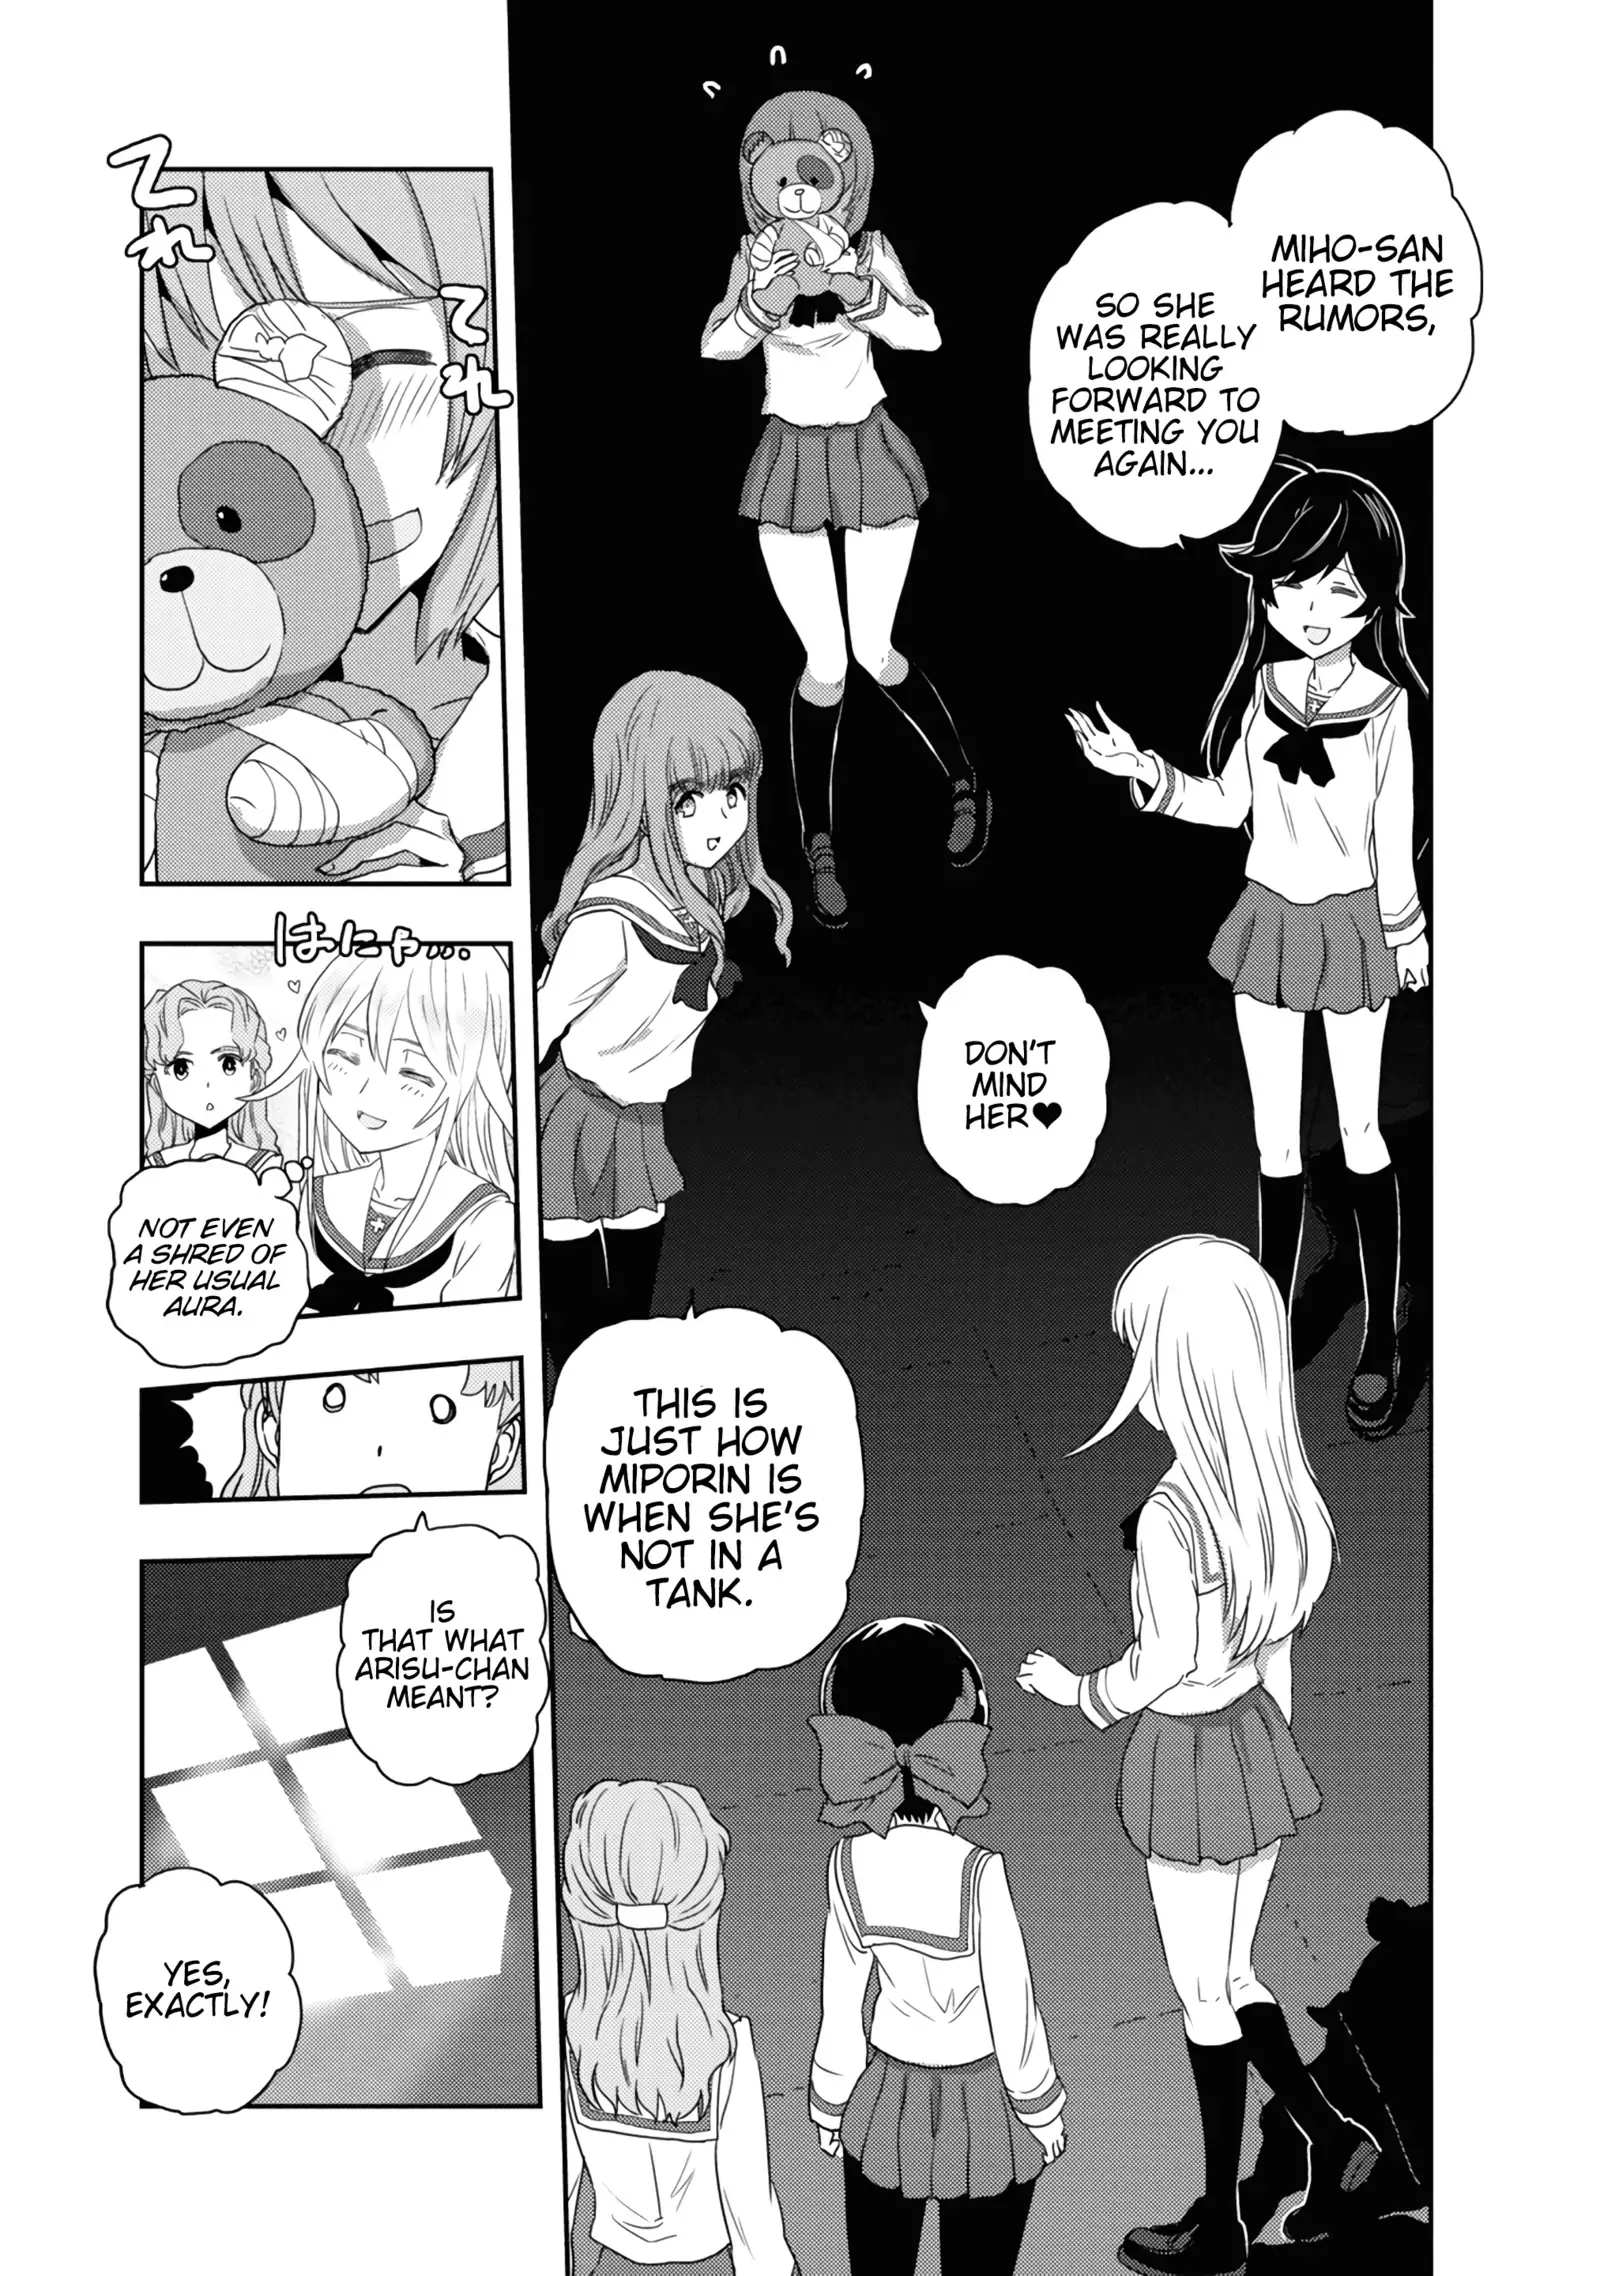 MIHO-SAN
HEARD THE
RUMORS,
SO SHE
WAS REALLY
LOOKING
FORWARD TO
MEETING YOU
AGAIN...
DON'T
MIND
HER♥
THIS IS
JUST HOW
MIPORIN IS
WHEN SHE'S
NOT IN A
TANK.
てれ
てれ
はにゃ...
NOT EVEN
A SHRED OF
HER USUAL
AURA.
IS
THAT WHAT
ARISU-CHAN
MEANT?
YES,
EXACTLY!